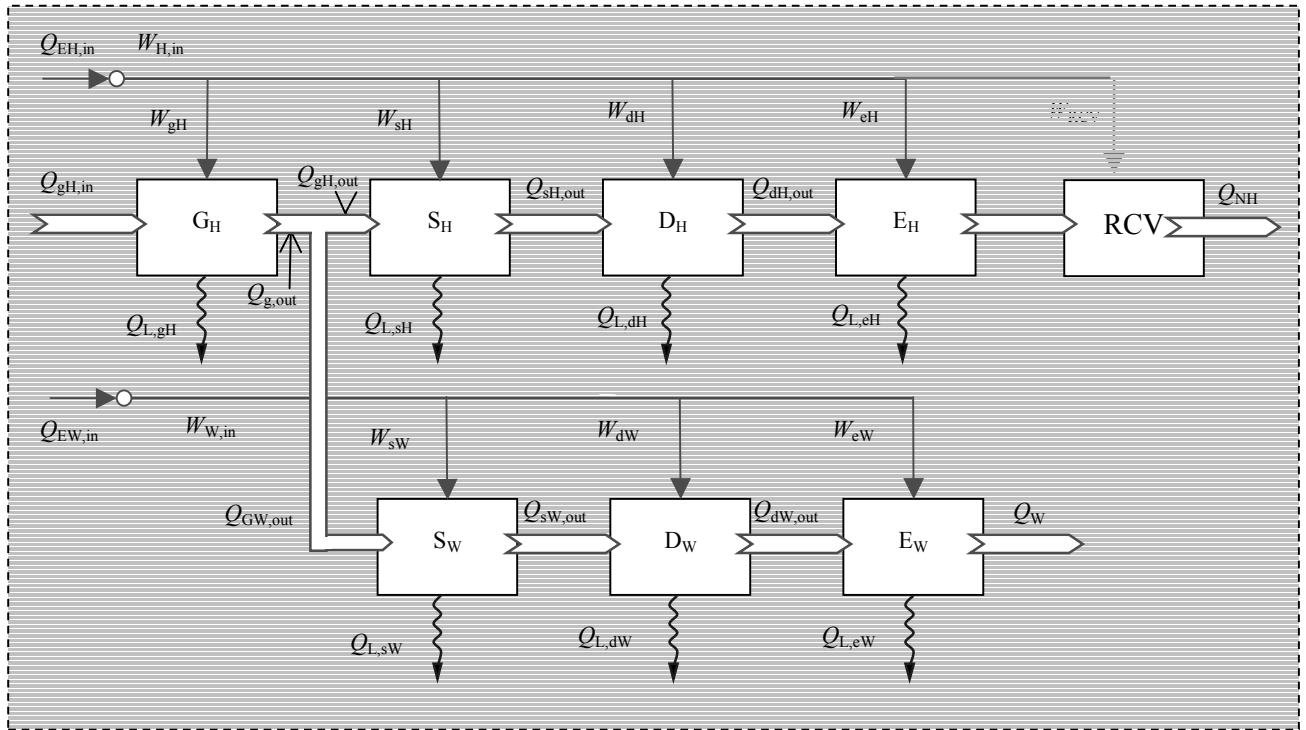 Q_EH,in W_H,in
W_gH W_sH W_dH W_eH W_RCV
Q_gH,in Q_gH,out Q_sH,out Q_dH,out Q_NH
G_H S_H D_H E_H RCV
Q_g,out
Q_L,gH Q_L,sH Q_L,dH Q_L,eH
Q_EW,in W_W,in W_sW W_dW W_eW
Q_GW,out Q_sW,out Q_dW,out Q_W
S_W D_W E_W
Q_L,sW Q_L,dW Q_L,eW